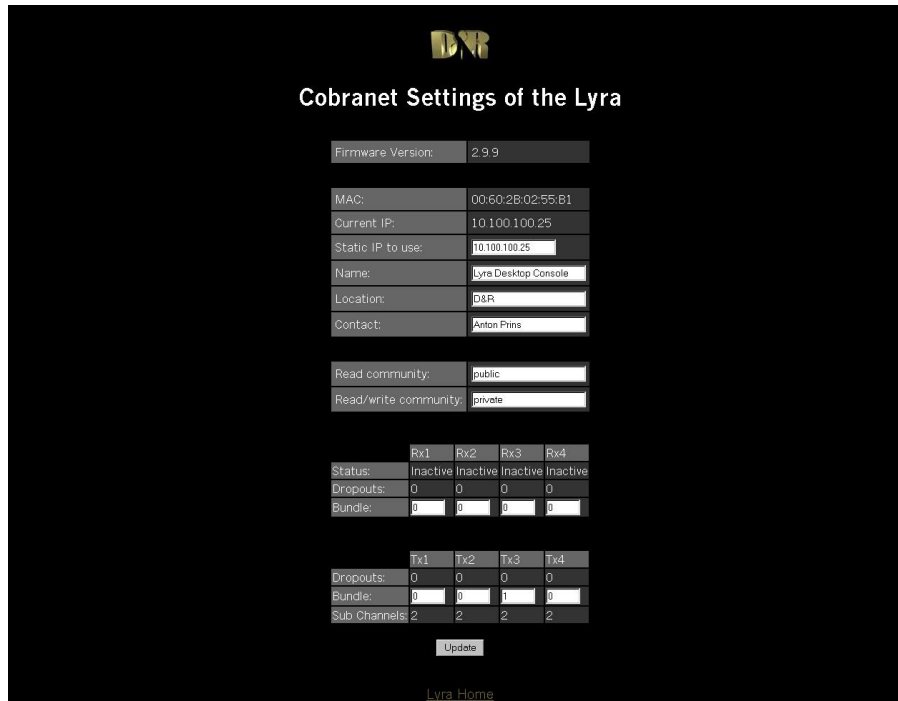 D&R
Cobranet Settings of the Lyra
Firmware Version: 2.9.9
MAC: 00:60:2B:02:55:B1
Current IP: 10.100.100.25
Static IP to use: 10.100.100.25
Name: Lyra Desktop Console
Location: D&R
Contact: Anton Prins
Read community: public
Read/write community: private
Rx1 Rx2 Rx3 Rx4
Status: Inactive Inactive Inactive Inactive
Dropouts: 0 0 0 0
Bundle: 0 0 0 0
Tx1 Tx2 Tx3 Tx4
Dropouts: 0 0 0 0
Bundle: 0 0 1 0
Sub Channels: 2 2 2 2
Update
Lyra Home